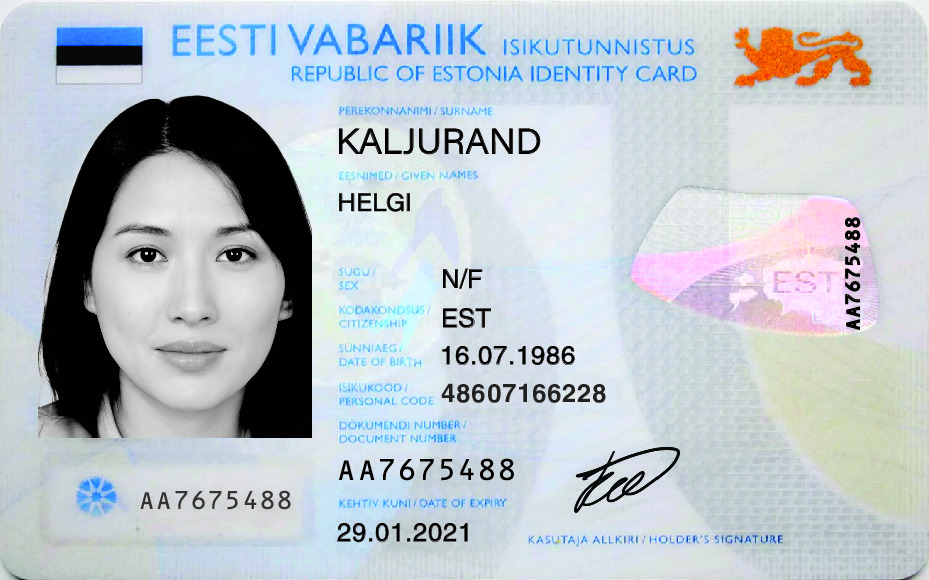 EESTI VABARIIK ISIKUTUNNISTUS
REPUBLIC OF ESTONIA IDENTITY CARD
PEREKONNANIMI / SURNAME
KALJURAND
EESNIMED / GIVEN NAMES
HELGI
SUGU /
SEX
N/F
KODAKONDSUS /
CITIZENSHIP
EST
SÜNNIAEG /
DATE OF BIRTH
16.07.1986
ISIKUKOOD /
PERSONAL CODE
48607166228
DOKUMENDI NUMBER /
DOCUMENT NUMBER
AA7675488
KEHTIV KUNI / DATE OF EXPIRY
29.01.2021
KASUTAJA ALLKIRI / HOLDER'S SIGNATURE
AA7675488
EST
AA7675488